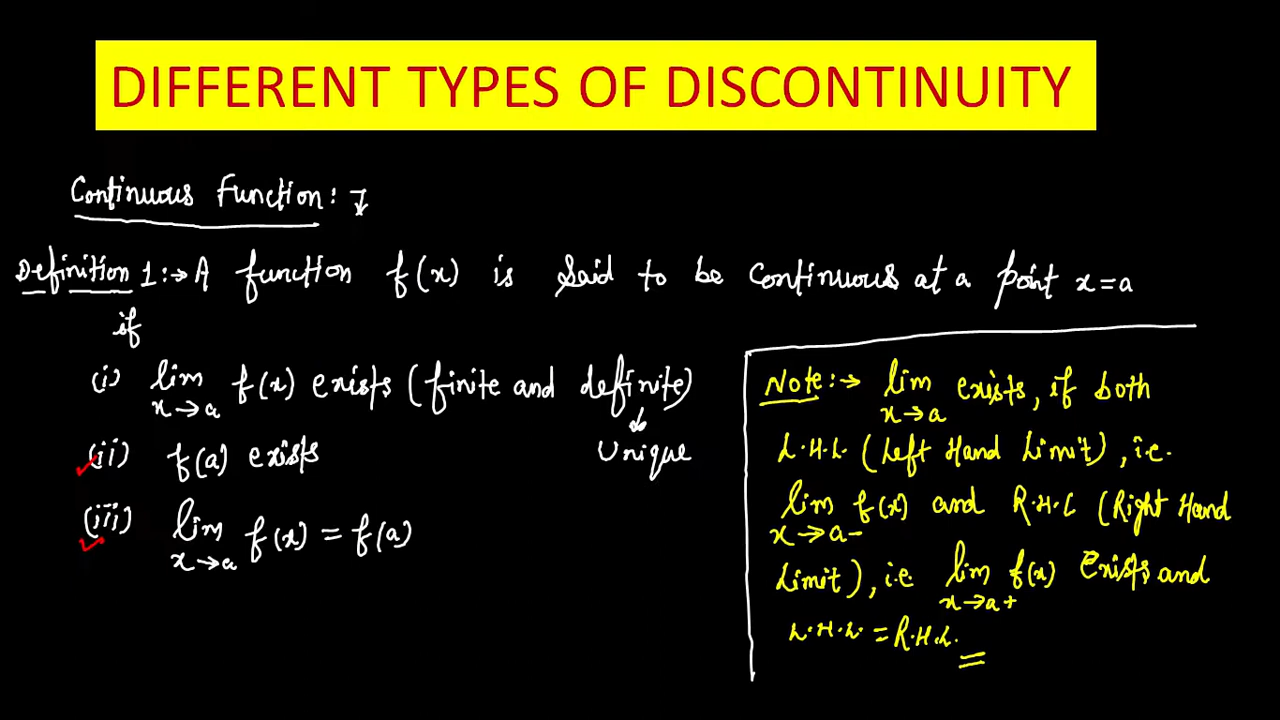 DIFFERENT TYPES OF DISCONTINUITY
Continuous Function:→
Definition 1:→ A function f(x) is said to be continuous at a point x=a
if
(i) lim f(x) exists (finite and definite)
x→a
Unique
(ii) f(a) exists
(iii) lim f(x) = f(a)
x→a
Note:→ lim exists, if both
x→a
L.H.L. (Left Hand Limit), i.e.
lim f(x) and R.H.L (Right Hand
x→a-
Limit), i.e lim f(x) Exists and
x→a+
L.H.L. = R.H.L.